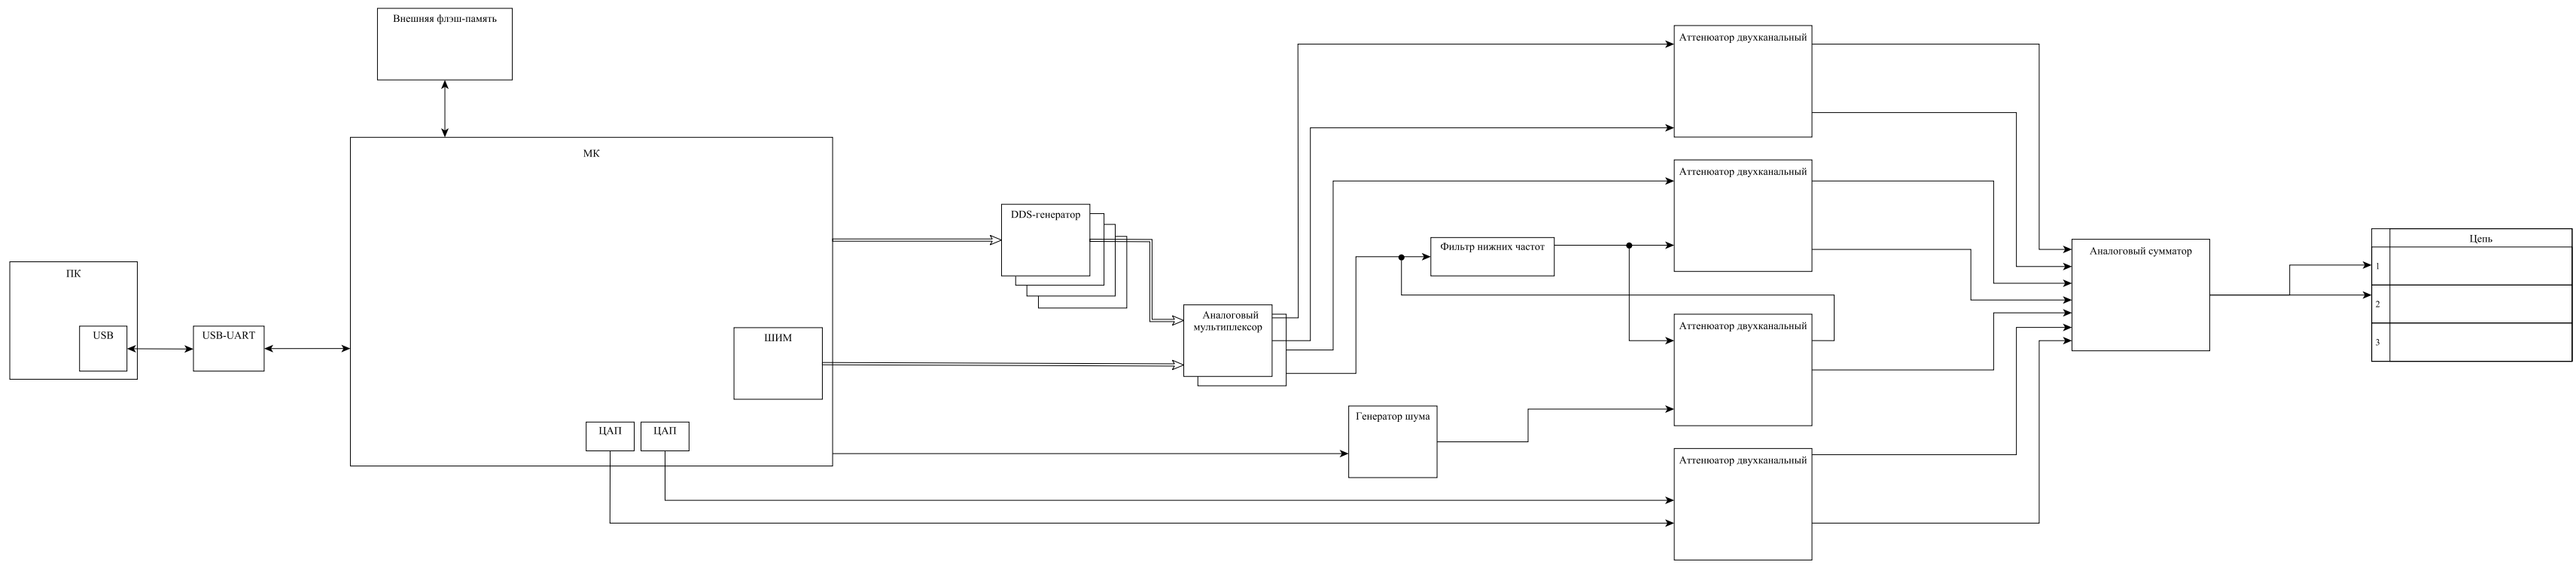 Внешняя флэш-память
МК
ПК
USB
USB-UART
ШИМ
ЦАП
ЦАП
DDS-генератор
Аналоговый
мультиплексор
Генератор шума
Фильтр нижних частот
Аттенюатор двухканальный
Аттенюатор двухканальный
Аттенюатор двухканальный
Аттенюатор двухканальный
Аналоговый сумматор
Цепь
1
2
3